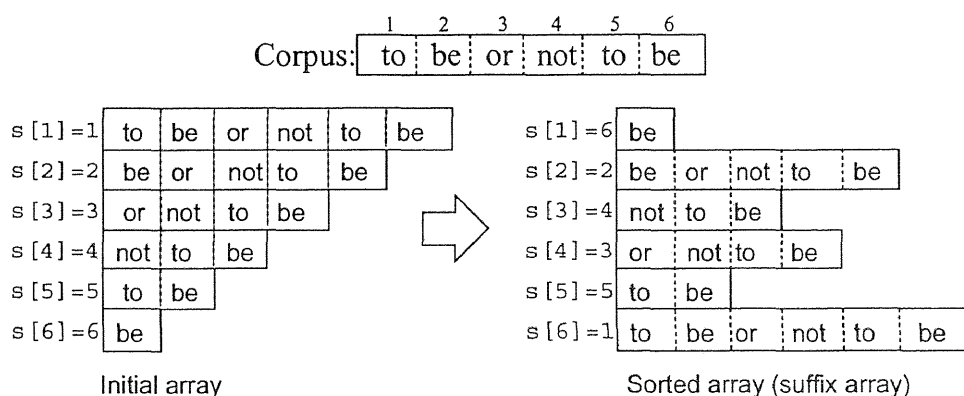 1 2 3 4 5 6
Corpus: to be or not to be
s[1]=1 to be or not to be
s[2]=2 be or not to be
s[3]=3 or not to be
s[4]=4 not to be
s[5]=5 to be
s[6]=6 be
Initial array
s[1]=6 be
s[2]=2 be or not to be
s[3]=4 not to be
s[4]=3 or not to be
s[5]=5 to be
s[6]=1 to be or not to be
Sorted array (suffix array)